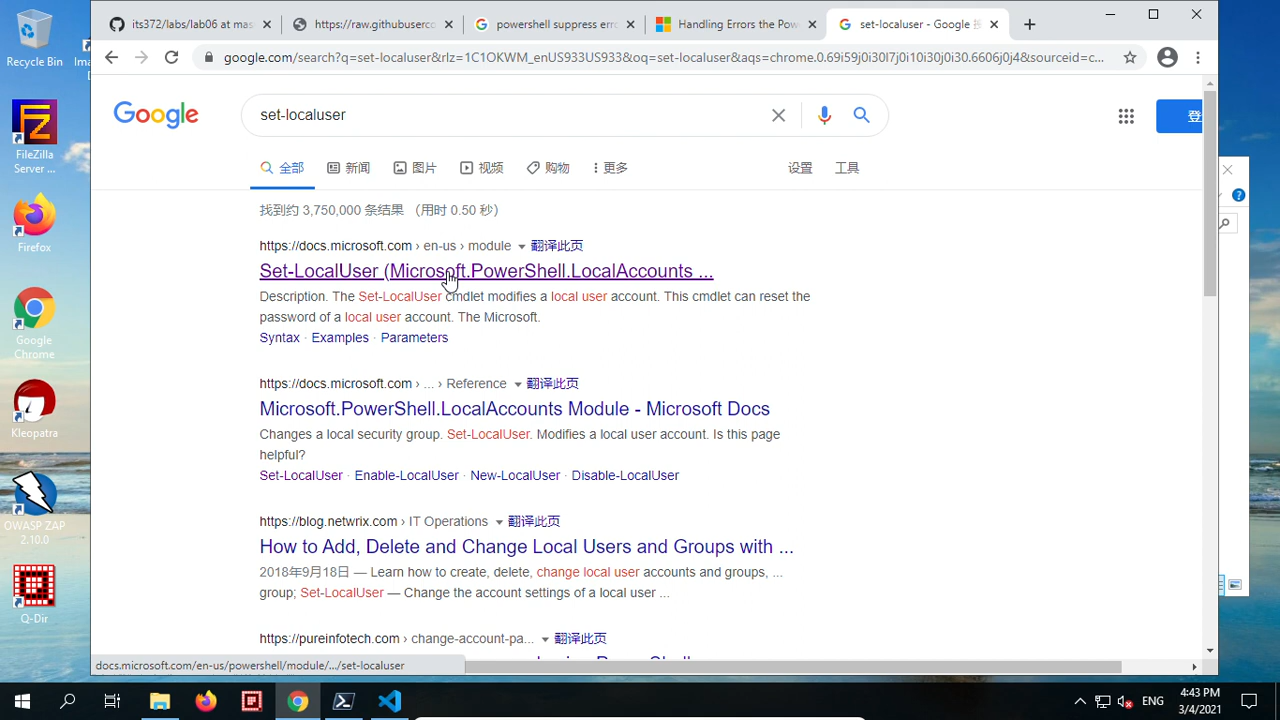 Recycle Bin
FileZilla
Server ...
Firefox
Google
Chrome
Kleopatra
OWASP ZAP
2.10.0
Q-Dir
its372/labs/lab06 at mas
https://raw.githubuserco
powershell suppress erro
Handling Errors the Pow
set-localuser - Google
google.com/search?q=set-localuser&rlz=1C1OKWM_enUS933US933&oq=set-localuser&aqs=chrome.0.69i59j0i30l7j0i10i30j0i30.6606j0j4&sourceid=c...
Google
set-localuser
登
全部
新闻
图片
视频
购物
更多
设置
工具
找到约 3,750,000 条结果 （用时 0.50 秒）
https://docs.microsoft.com › en-us › module 翻译此页
Set-LocalUser (Microsoft.PowerShell.LocalAccounts ...
Description. The Set-LocalUser cmdlet modifies a local user account. This cmdlet can reset the
password of a local user account. The Microsoft.
Syntax · Examples · Parameters
https://docs.microsoft.com › ... › Reference 翻译此页
Microsoft.PowerShell.LocalAccounts Module - Microsoft Docs
Changes a local security group. Set-LocalUser. Modifies a local user account. Is this page
helpful?
Set-LocalUser · Enable-LocalUser · New-LocalUser · Disable-LocalUser
https://blog.netwrix.com › IT Operations 翻译此页
How to Add, Delete and Change Local Users and Groups with ...
2018年9月18日 — Learn how to create, delete, change local user accounts and groups, ...
group; Set-LocalUser — Change the account settings of a local user ...
https://pureinfotech.com › change-account-pa... 翻译此页
docs.microsoft.com/en-us/powershell/module/.../set-localuser
ENG
4:43 PM
3/4/2021